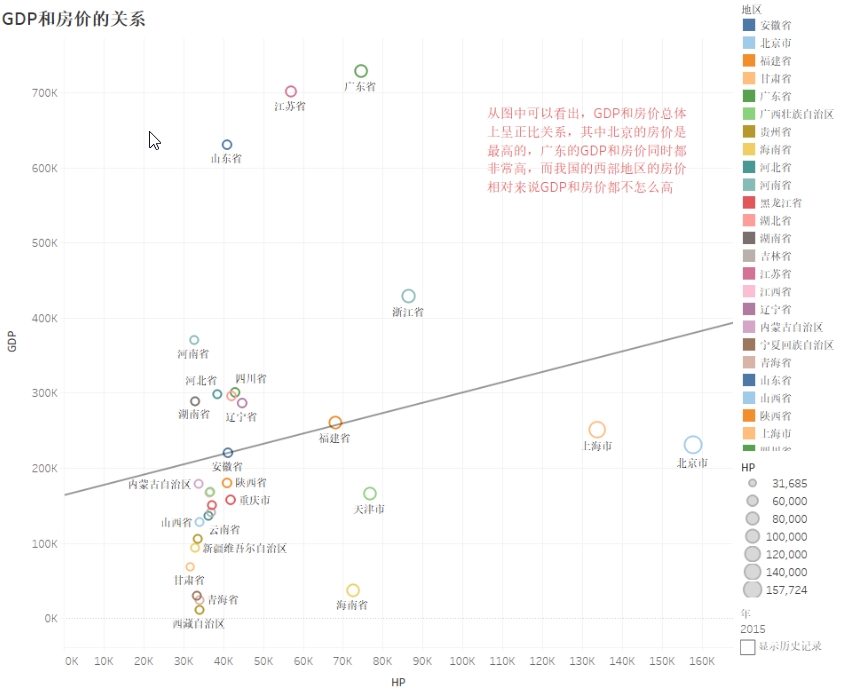 GDP和房价的关系
地区
安徽省
北京市
福建省
甘肃省
广东省
广西壮族自治区
贵州省
海南省
河北省
河南省
黑龙江省
湖北省
湖南省
吉林省
江苏省
江西省
辽宁省
内蒙古自治区
宁夏回族自治区
青海省
山东省
山西省
陕西省
上海市
四川省
HP
31,685
60,000
80,000
100,000
120,000
140,000
157,724
年
2015
显示历史记录
从图中可以看出，GDP和房价总体
上呈正比关系，其中北京的房价是
最高的，广东的GDP和房价同时都
非常高，而我国的西部地区的房价
相对来说GDP和房价都不怎么高
GDP
700K
600K
500K
400K
300K
200K
100K
0K
广东省
江苏省
山东省
浙江省
河南省
河北省
四川省
湖南省
辽宁省
福建省
上海市
北京市
安徽省
内蒙古自治区
陕西省
重庆市
天津市
山西省
云南省
新疆维吾尔自治区
甘肃省
青海省
海南省
西藏自治区
0K
10K
20K
30K
40K
50K
60K
70K
80K
90K
100K
110K
120K
130K
140K
150K
160K
HP